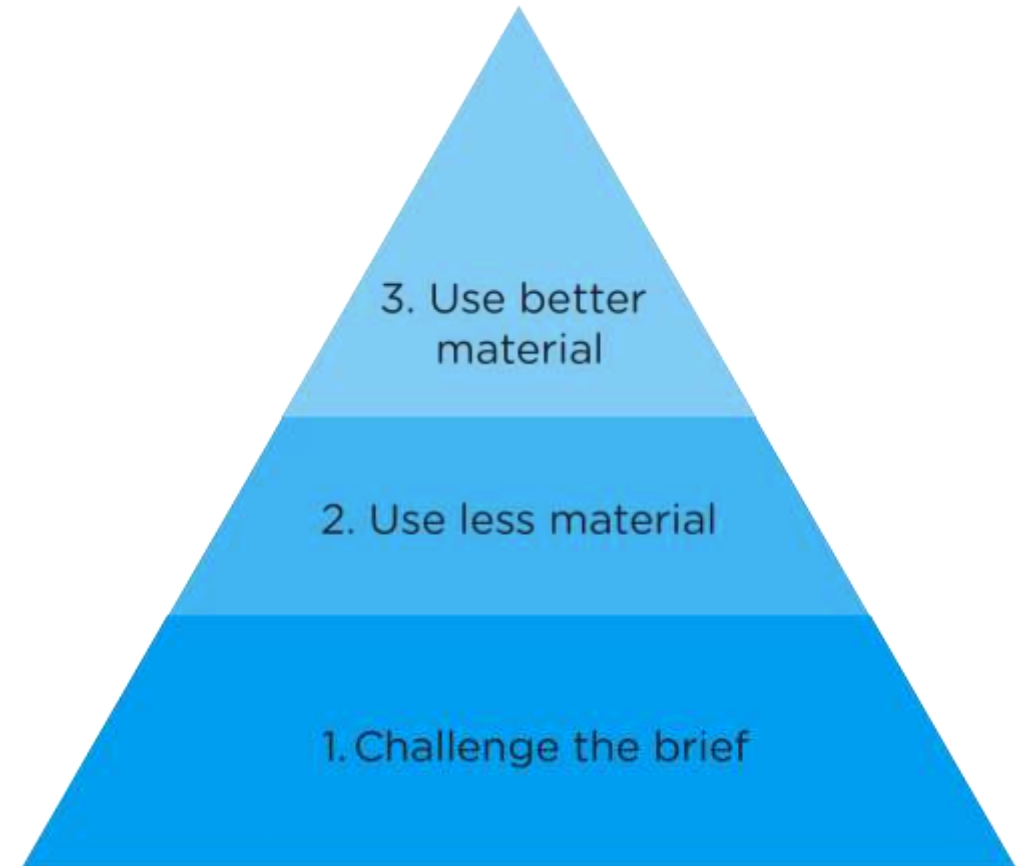 3. Use better
material
2. Use less material
1. Challenge the brief